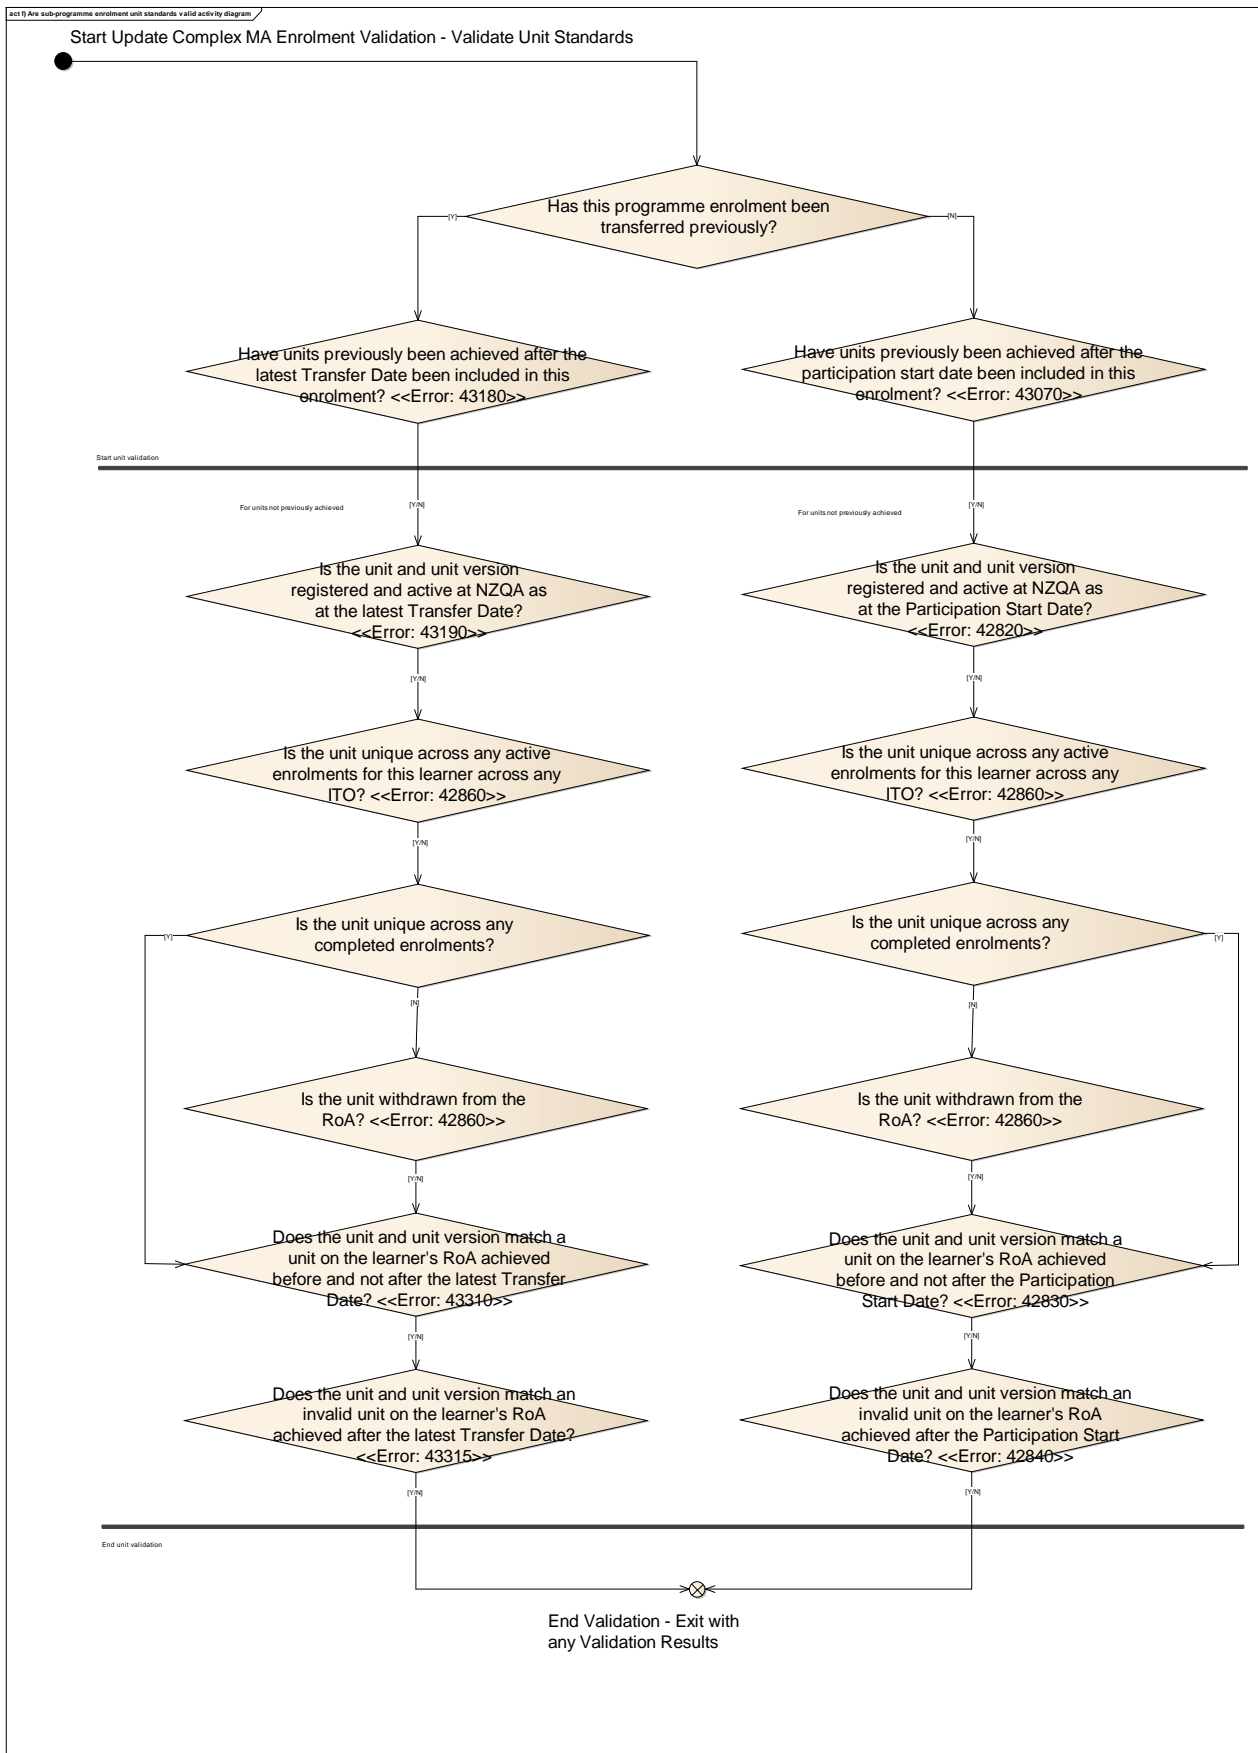 act f) Are sub-programme enrolment unit standards valid activity diagram
Start Update Complex MA Enrolment Validation - Validate Unit Standards
Has this programme enrolment been
transferred previously?
[Y]
[N]
Have units previously been achieved after the
latest Transfer Date been included in this
enrolment? <<Error: 43180>>
Have units previously been achieved after the
participation start date been included in this
enrolment? <<Error: 43070>>
Start unit validation
For units not previously achieved
[Y/N]
For units not previously achieved
[Y/N]
Is the unit and unit version
registered and active at NZQA as
at the latest Transfer Date?
<<Error: 43190>>
Is the unit and unit version
registered and active at NZQA as
at the Participation Start Date?
<<Error: 42820>>
[Y/N]
[Y/N]
Is the unit unique across any active
enrolments for this learner across any
ITO? <<Error: 42860>>
Is the unit unique across any active
enrolments for this learner across any
ITO? <<Error: 42860>>
[Y/N]
[Y/N]
Is the unit unique across any
completed enrolments?
Is the unit unique across any
completed enrolments?
[Y]
[Y]
[N]
[N]
Is the unit withdrawn from the
RoA? <<Error: 42860>>
Is the unit withdrawn from the
RoA? <<Error: 42860>>
[Y/N]
[Y/N]
Does the unit and unit version match a
unit on the learner's RoA achieved
before and not after the latest Transfer
Date? <<Error: 43310>>
Does the unit and unit version match a
unit on the learner's RoA achieved
before and not after the Participation
Start Date? <<Error: 42830>>
[Y/N]
[Y/N]
Does the unit and unit version match an
invalid unit on the learner's RoA
achieved after the latest Transfer Date?
<<Error: 43315>>
Does the unit and unit version match an
invalid unit on the learner's RoA
achieved after the Participation Start
Date? <<Error: 42840>>
[Y/N]
[Y/N]
End unit validation
End Validation - Exit with
any Validation Results